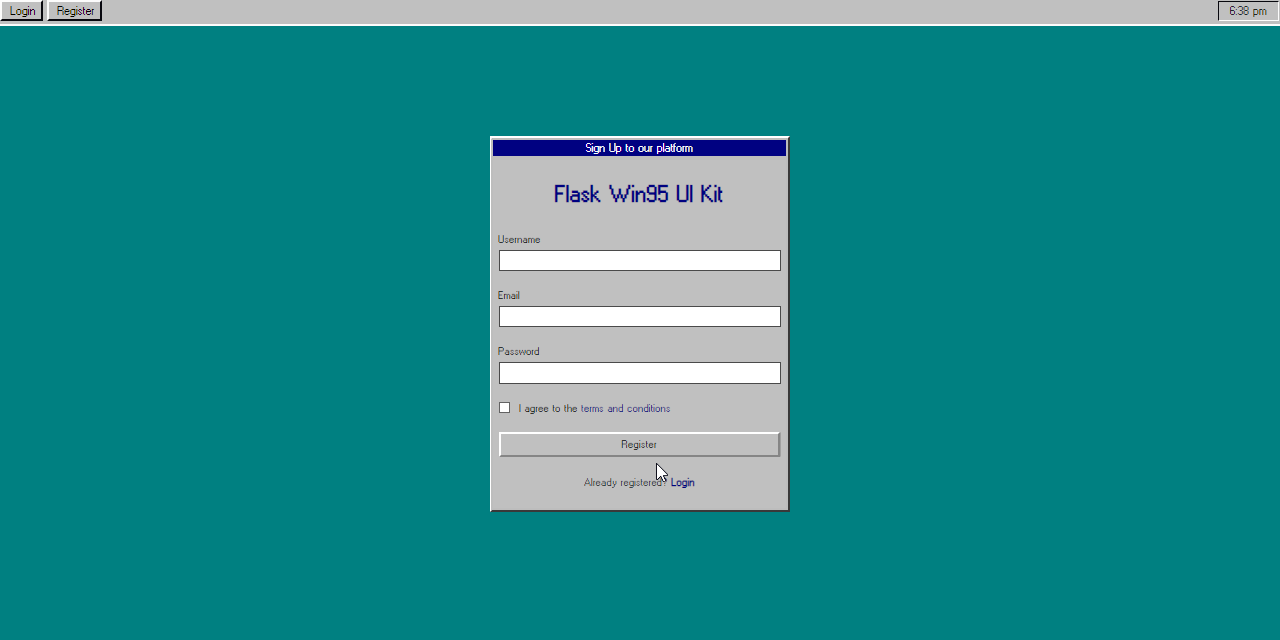 Login Register 6:38 pm
Sign Up to our platform
Flask Win95 UI Kit
Username
Email
Password
I agree to the terms and conditions
Register
Already registered? Login